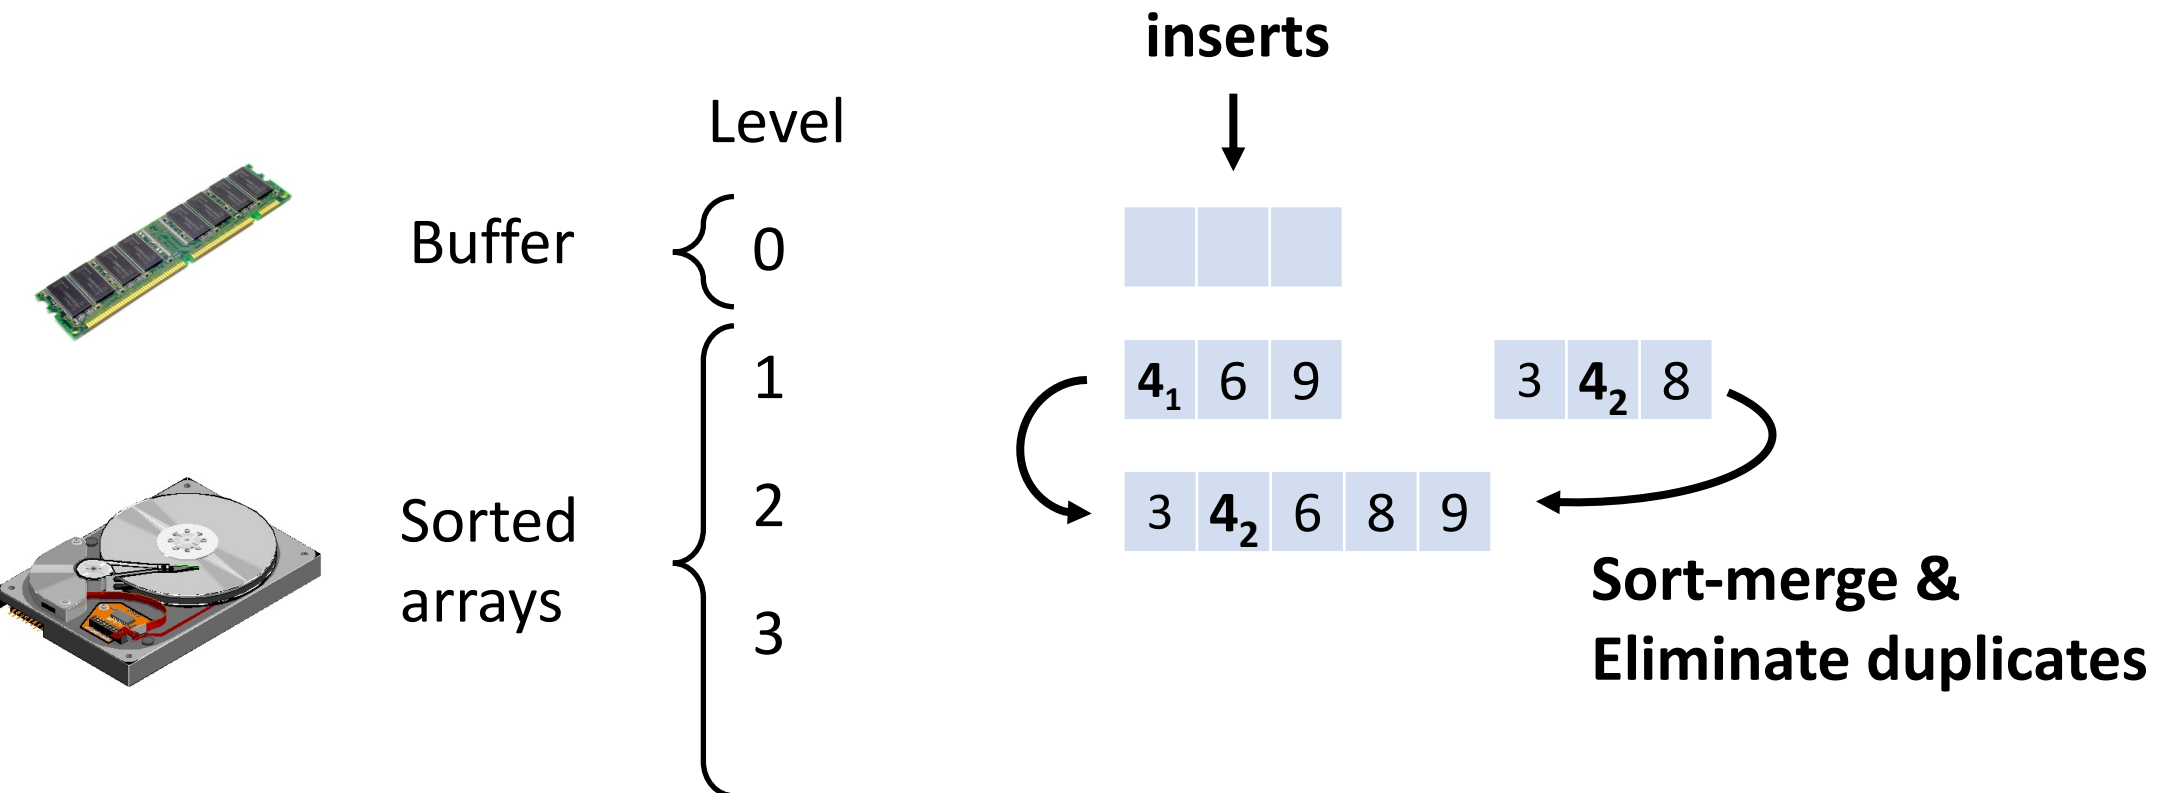 inserts
Level
Buffer
0
1
4₁ 6 9
3 4₂ 8
2
3 4₂ 6 8 9
Sorted
arrays
3
Sort-merge &
Eliminate duplicates